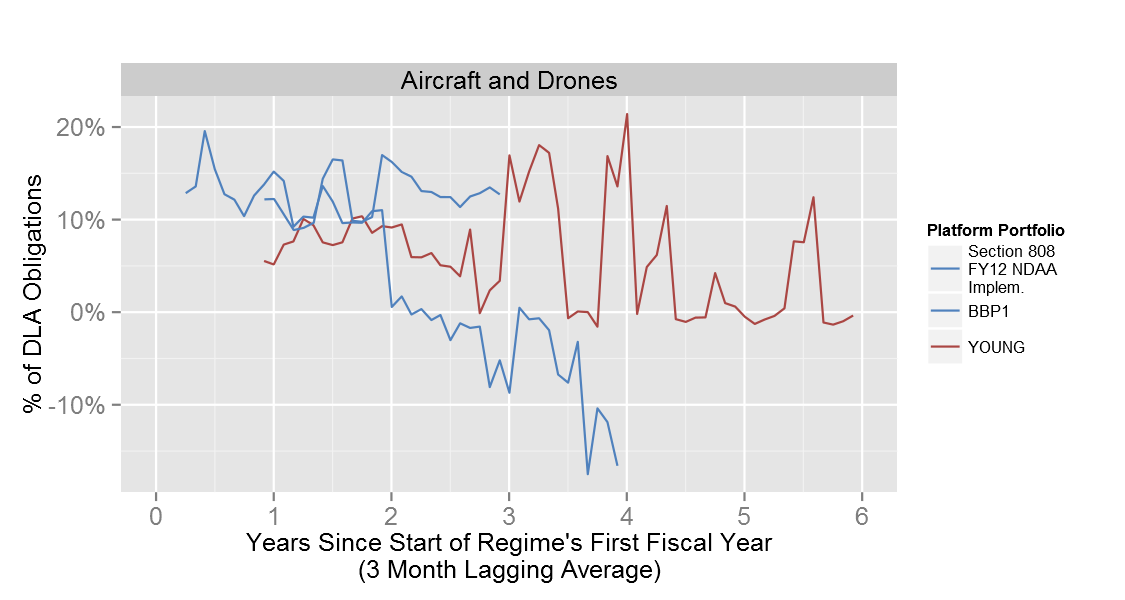 Aircraft and Drones
20%
10%
0%
-10%
% of DLA Obligations
0 1 2 3 4 5 6
Years Since Start of Regime's First Fiscal Year
(3 Month Lagging Average)
Platform Portfolio
Section 808
FY12 NDAA
Implem.
BBP1
YOUNG